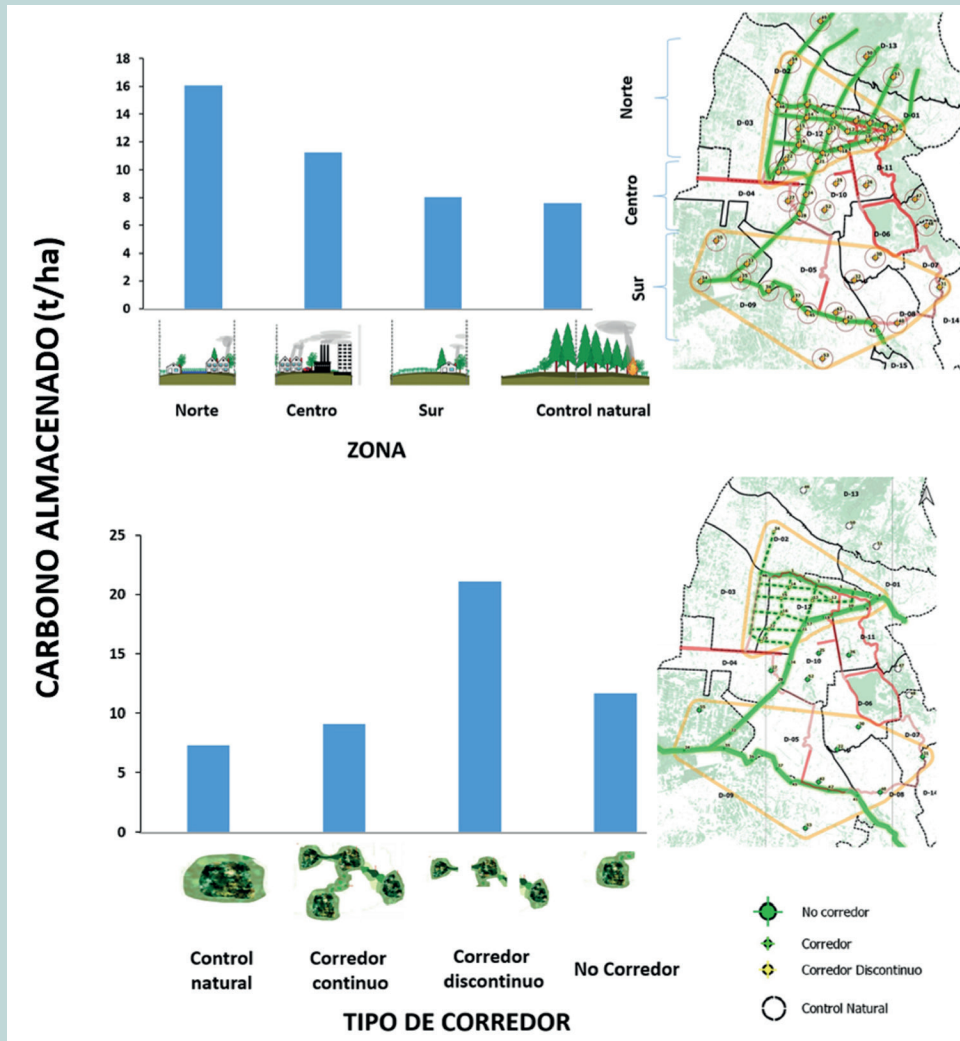 CARBONO ALMACENADO (t/ha)
18
16
14
12
10
8
6
4
2
0
Norte
Centro
Sur
Control natural
ZONA
Norte
Centro
Sur
D-13
D-02
D-03
D-01
D-12
D-11
D-04
D-10
D-06
D-05
D-07
D-09
D-08
D-14
D-15
25
20
15
10
5
0
Control
natural
Corredor
continuo
Corredor
discontinuo
No Corredor
TIPO DE CORREDOR
D-13
D-02
D-01
D-03
D-12
D-11
D-04
D-10
D-06
D-05
D-07
D-09
D-08
No corredor
Corredor
Corredor Discontinuo
Control Natural